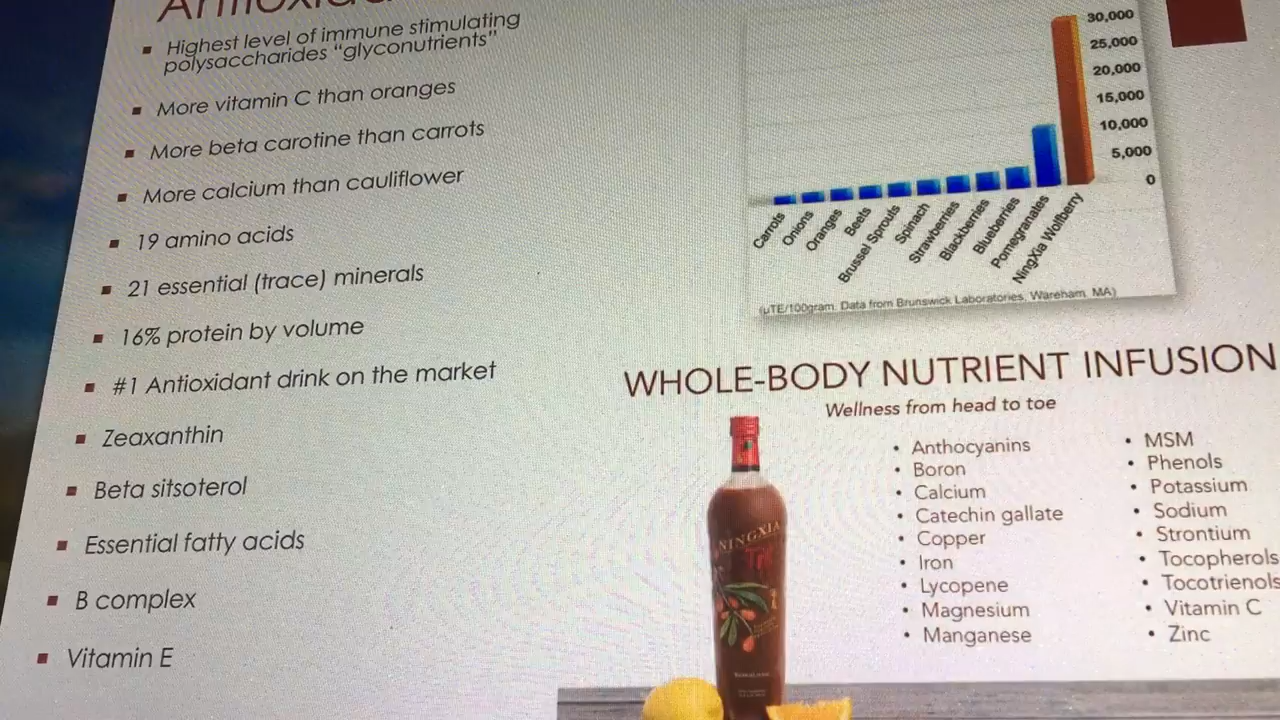 Highest level of immune stimulating
polysaccharides "glyconutrients"
More vitamin C than oranges
More beta carotine than carrots
More calcium than cauliflower
19 amino acids
21 essential (trace) minerals
16% protein by volume
#1 Antioxidant drink on the market
Zeaxanthin
Beta sitsoterol
Essential fatty acids
B complex
Vitamin E
30,000
25,000
20,000
15,000
10,000
5,000
0
Carrots
Onions
Oranges
Beets
Brussel Sprouts
Spinach
Strawberries
Blackberries
Blueberries
Pomegranates
NingXia Wolfberry
(µTE/100gram. Data from Brunswick Laboratories, Wareham. MA)
WHOLE-BODY NUTRIENT INFUSION
Wellness from head to toe
• Anthocyanins
• Boron
• Calcium
• Catechin gallate
• Copper
• Iron
• Lycopene
• Magnesium
• Manganese
• MSM
• Phenols
• Potassium
• Sodium
• Strontium
• Tocopherols
• Tocotrienols
• Vitamin C
• Zinc
NINGXIA